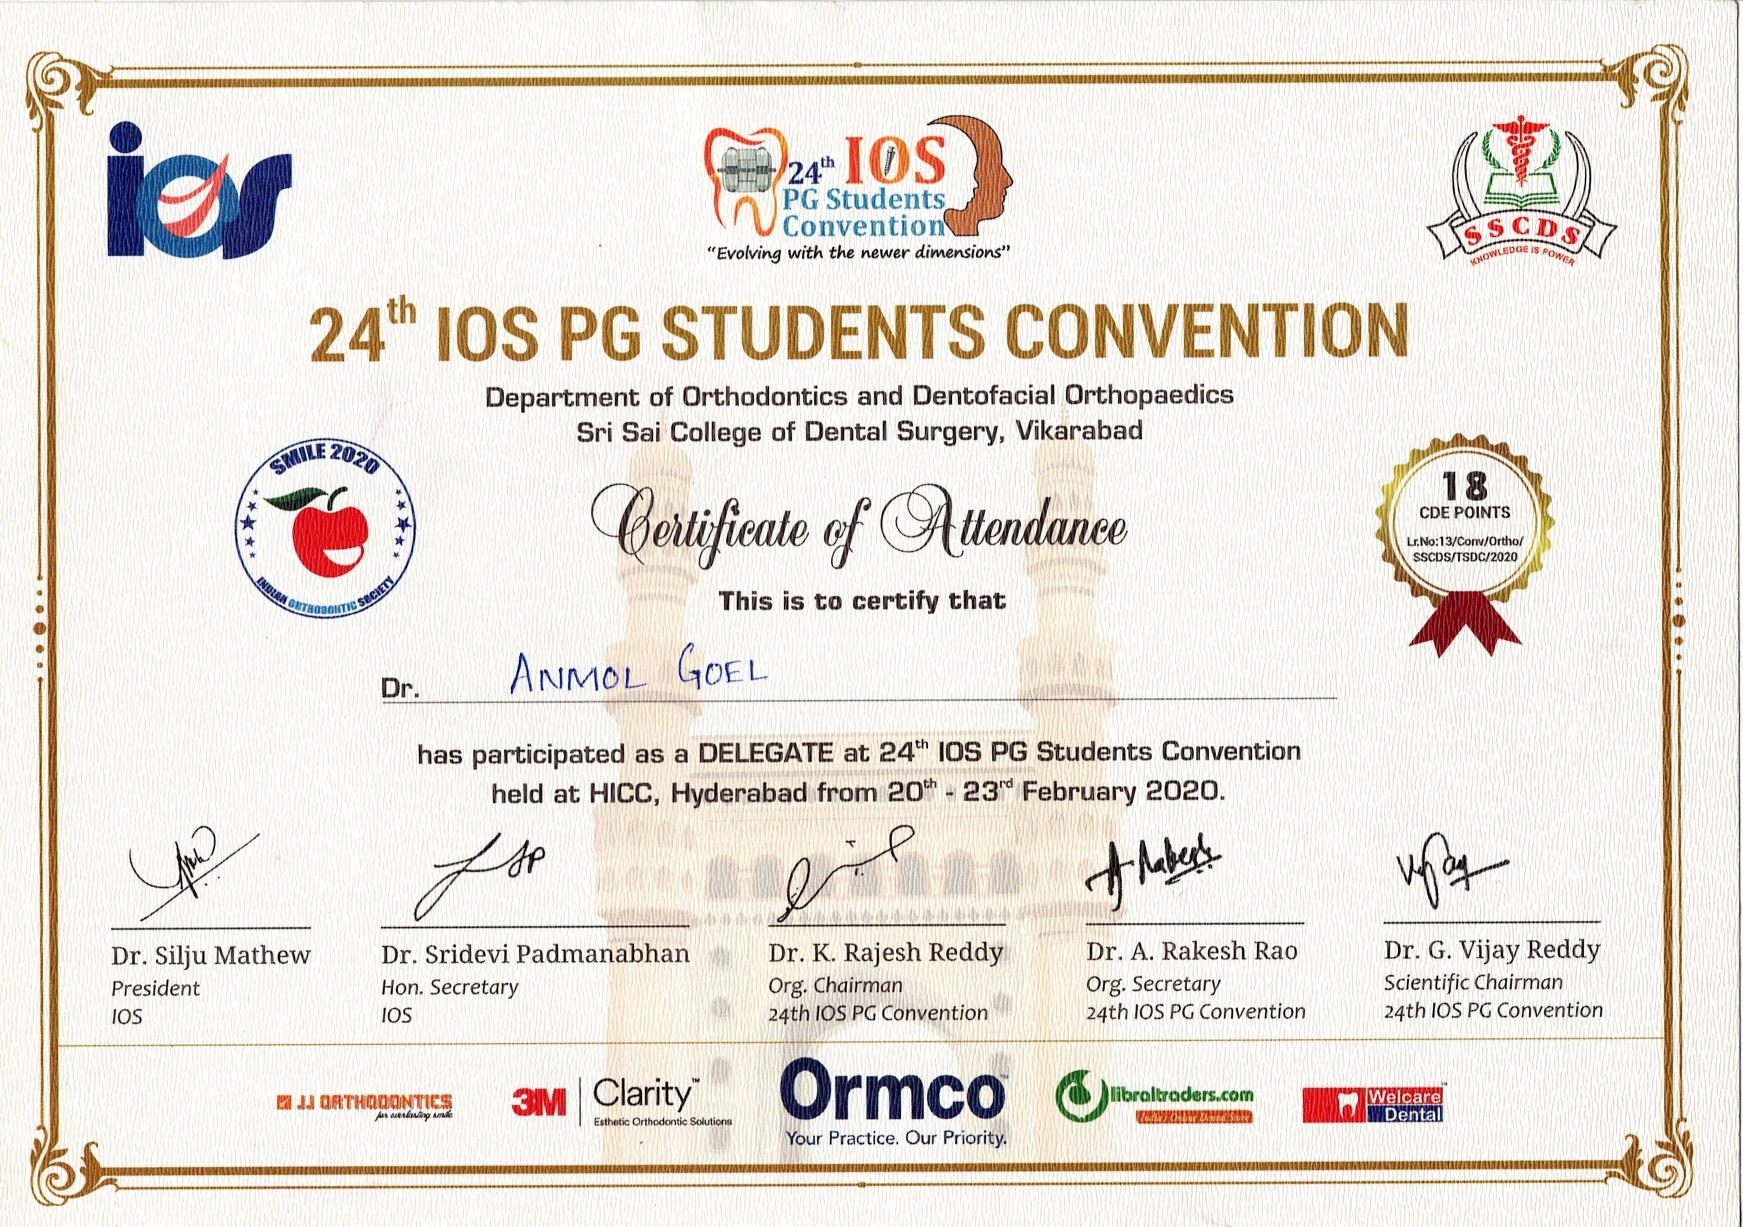 ios
24th IOS
PG Students
Convention
"Evolving with the newer dimensions"
SSCDS
KNOWLEDGE IS POWER
24th IOS PG STUDENTS CONVENTION
Department of Orthodontics and Dentofacial Orthopaedics
Sri Sai College of Dental Surgery, Vikarabad
SMILE 2020
INDIAN ORTHODONTIC SOCIETY
Certificate of Attendance
18
CDE POINTS
Lr.No:13/Conv/Ortho/
SSCDS/TSDC/2020
This is to certify that
Dr. ANMOL GOEL
has participated as a DELEGATE at 24th IOS PG Students Convention
held at HICC, Hyderabad from 20th - 23rd February 2020.
A Rakesh
Vijay
Dr. Silju Mathew
President
IOS
Dr. Sridevi Padmanabhan
Hon. Secretary
IOS
Dr. K. Rajesh Reddy
Org. Chairman
24th IOS PG Convention
Dr. A. Rakesh Rao
Org. Secretary
24th IOS PG Convention
Dr. G. Vijay Reddy
Scientific Chairman
24th IOS PG Convention
JJ ORTHODONTICS
for everlasting smile
3M Clarity™
Esthetic Orthodontic Solutions
Ormco™
Your Practice. Our Priority.
libraltraders.com
India's Online Dental Store
Welcare™
Dental